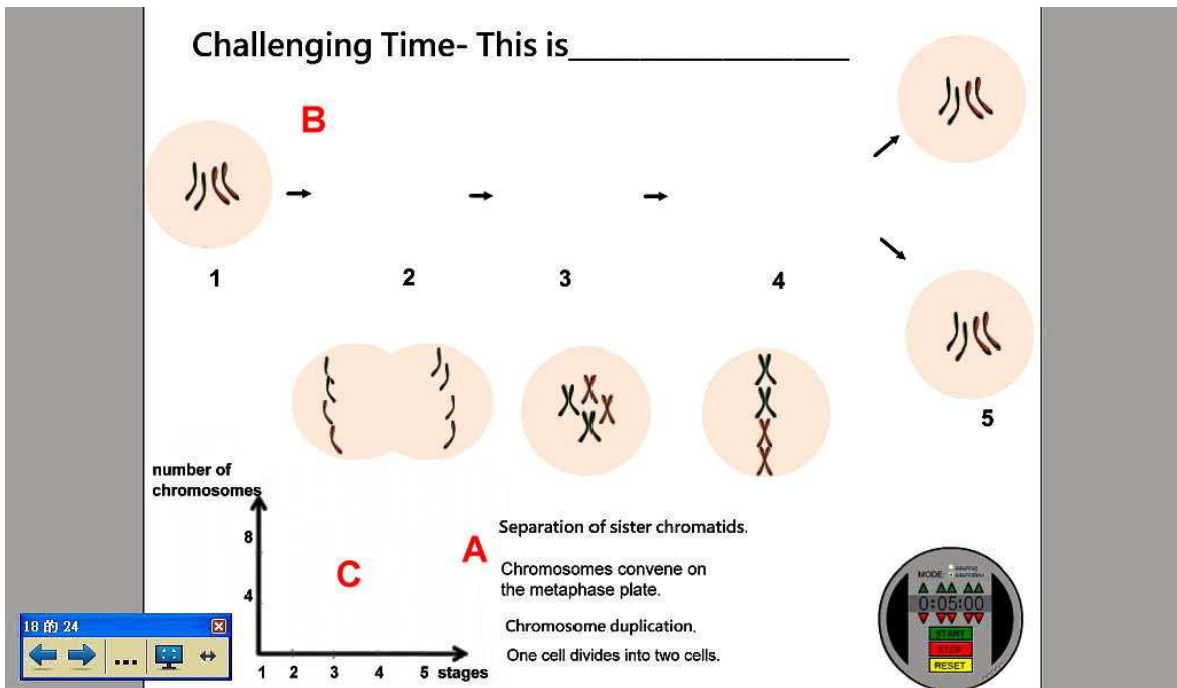 Challenging Time- This is_________________
B
1
2
3
4
5
number of
chromosomes
8
4
C
A
1 2 3 4 5 stages
Separation of sister chromatids.
Chromosomes convene on
the metaphase plate.
Chromosome duplication.
One cell divides into two cells.
18 的 24
...
MODE:
0:05:00
START
STOP
RESET